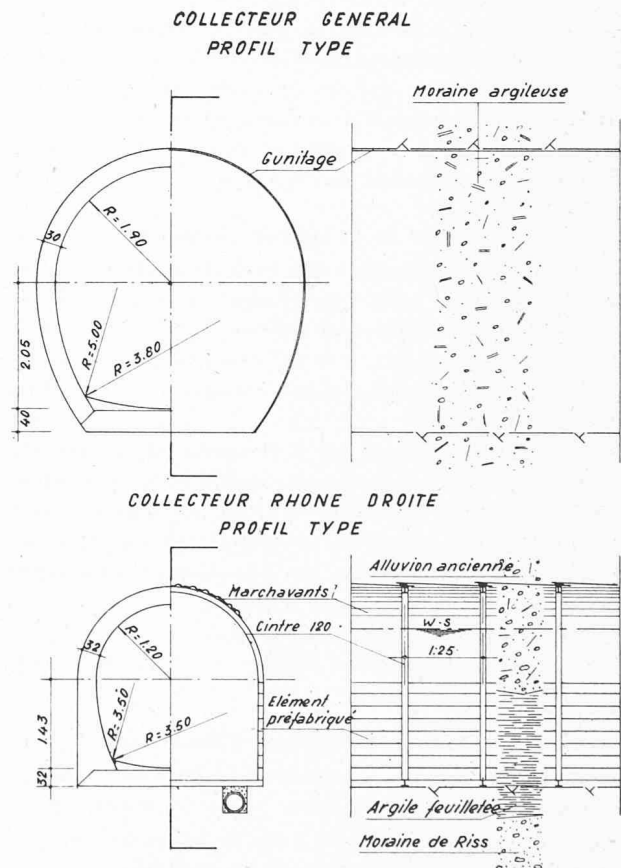 COLLECTEUR GENERAL
PROFIL TYPE
Moraine argileuse
Gunitage
R=1.90
30
R=5.00
R=3.80
2.05
40
COLLECTEUR RHONE DROITE
PROFIL TYPE
Alluvion ancienne
Marchavants
Cintre 120
W.S
1.25
32
R=1.20
R=3.50
R=3.50
Elément
préfabriqué
1.43
32
Argile feuilletée
Moraine de Riss